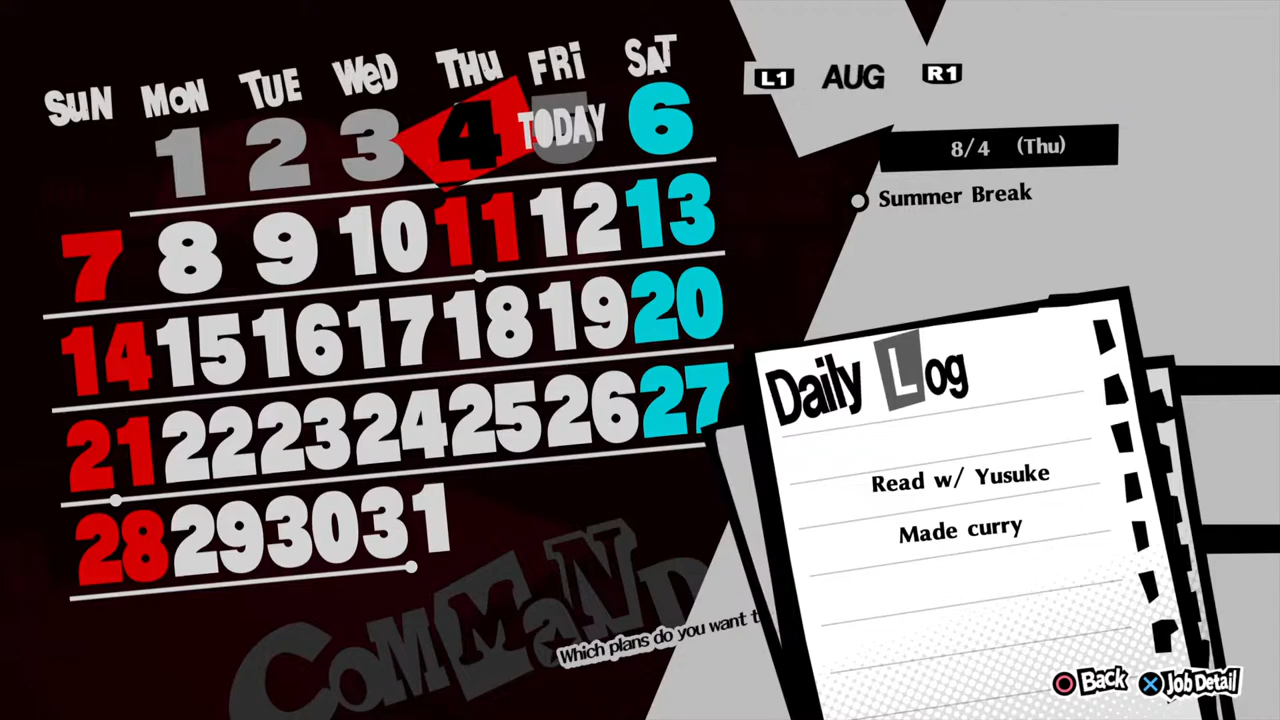 SUN MON TUE WED THU FRI SAT
1 2 3 4 TODAY 6
7 8 9 10 11 12 13
14 15 16 17 18 19 20
21 22 23 24 25 26 27
28 29 30 31
L1 AUG R1
8/4 (Thu)
Summer Break
Daily Log
Read w/ Yusuke
Made curry
COMMAND
Which plans do you want t
Back Job Detail